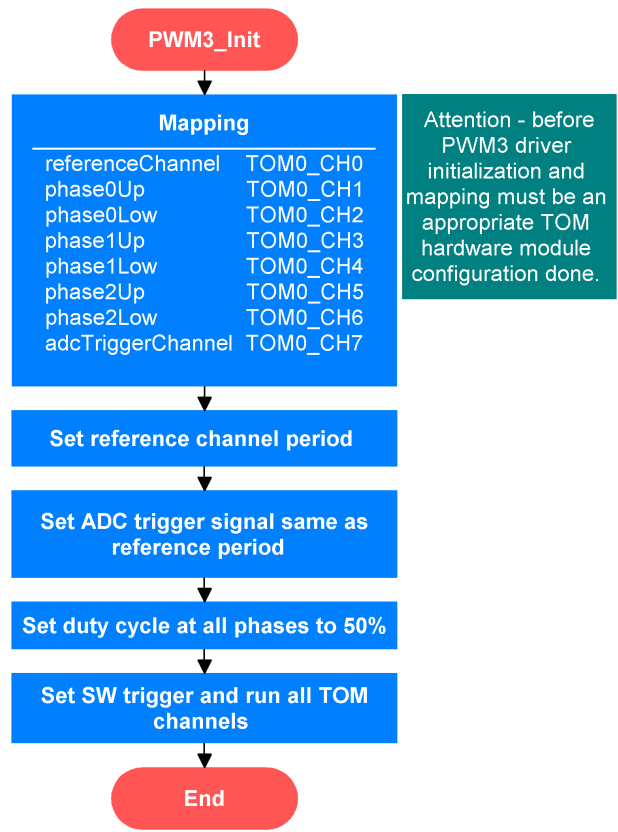 PWM3_Init
Mapping
referenceChannel TOM0_CH0
phase0Up TOM0_CH1
phase0Low TOM0_CH2
phase1Up TOM0_CH3
phase1Low TOM0_CH4
phase2Up TOM0_CH5
phase2Low TOM0_CH6
adcTriggerChannel TOM0_CH7
Attention - before
PWM3 driver
initialization and
mapping must be an
appropriate TOM
hardware module
configuration done.
Set reference channel period
Set ADC trigger signal same as
reference period
Set duty cycle at all phases to 50%
Set SW trigger and run all TOM
channels
End